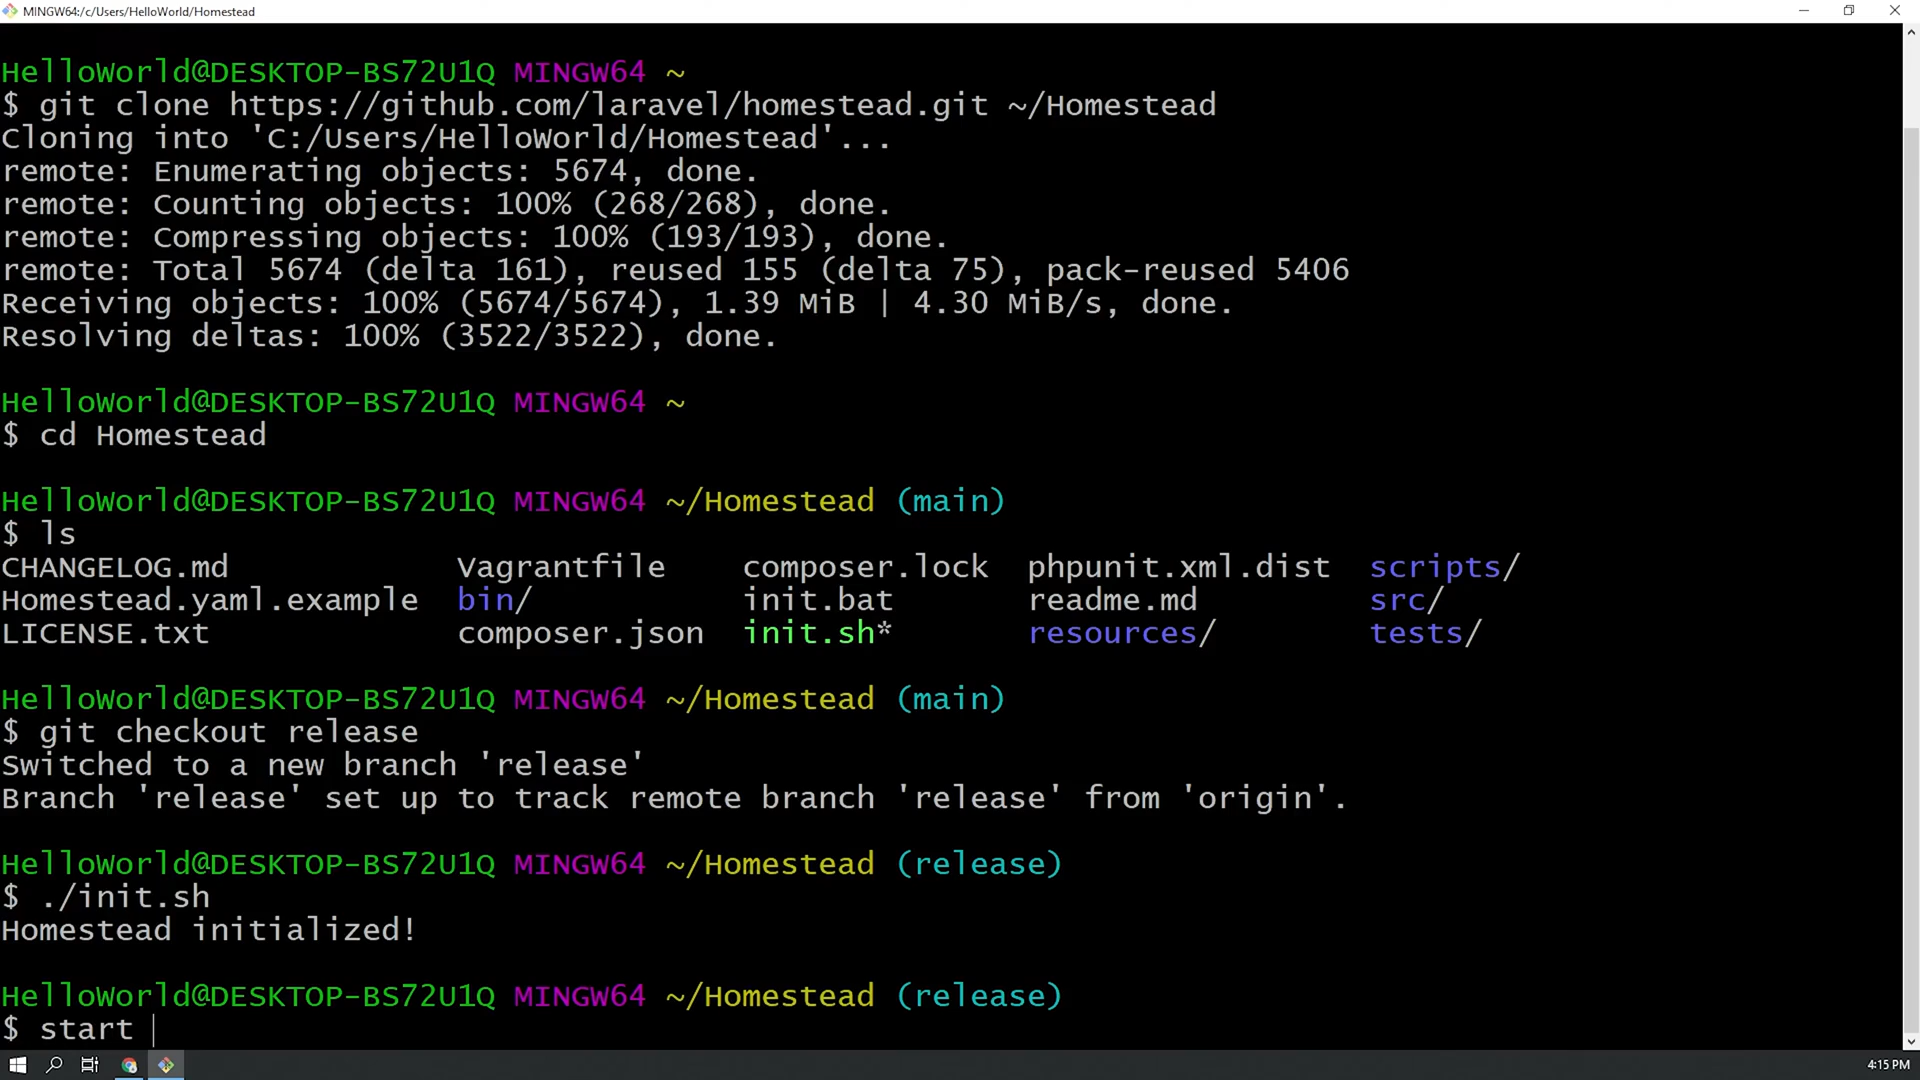 MINGW64:/c/Users/HelloWorld/Homestead
HelloWorld@DESKTOP-BS72U1Q MINGW64 ~
$ git clone https://github.com/laravel/homestead.git ~/Homestead
Cloning into 'C:/Users/HelloWorld/Homestead'...
remote: Enumerating objects: 5674, done.
remote: Counting objects: 100% (268/268), done.
remote: Compressing objects: 100% (193/193), done.
remote: Total 5674 (delta 161), reused 155 (delta 75), pack-reused 5406
Receiving objects: 100% (5674/5674), 1.39 MiB | 4.30 MiB/s, done.
Resolving deltas: 100% (3522/3522), done.
HelloWorld@DESKTOP-BS72U1Q MINGW64 ~
$ cd Homestead
HelloWorld@DESKTOP-BS72U1Q MINGW64 ~/Homestead (main)
$ ls
CHANGELOG.md Vagrantfile composer.lock phpunit.xml.dist scripts/
Homestead.yaml.example bin/ init.bat readme.md src/
LICENSE.txt composer.json init.sh* resources/ tests/
HelloWorld@DESKTOP-BS72U1Q MINGW64 ~/Homestead (main)
$ git checkout release
Switched to a new branch 'release'
Branch 'release' set up to track remote branch 'release' from 'origin'.
HelloWorld@DESKTOP-BS72U1Q MINGW64 ~/Homestead (release)
$ ./init.sh
Homestead initialized!
HelloWorld@DESKTOP-BS72U1Q MINGW64 ~/Homestead (release)
$ start
4:15 PM